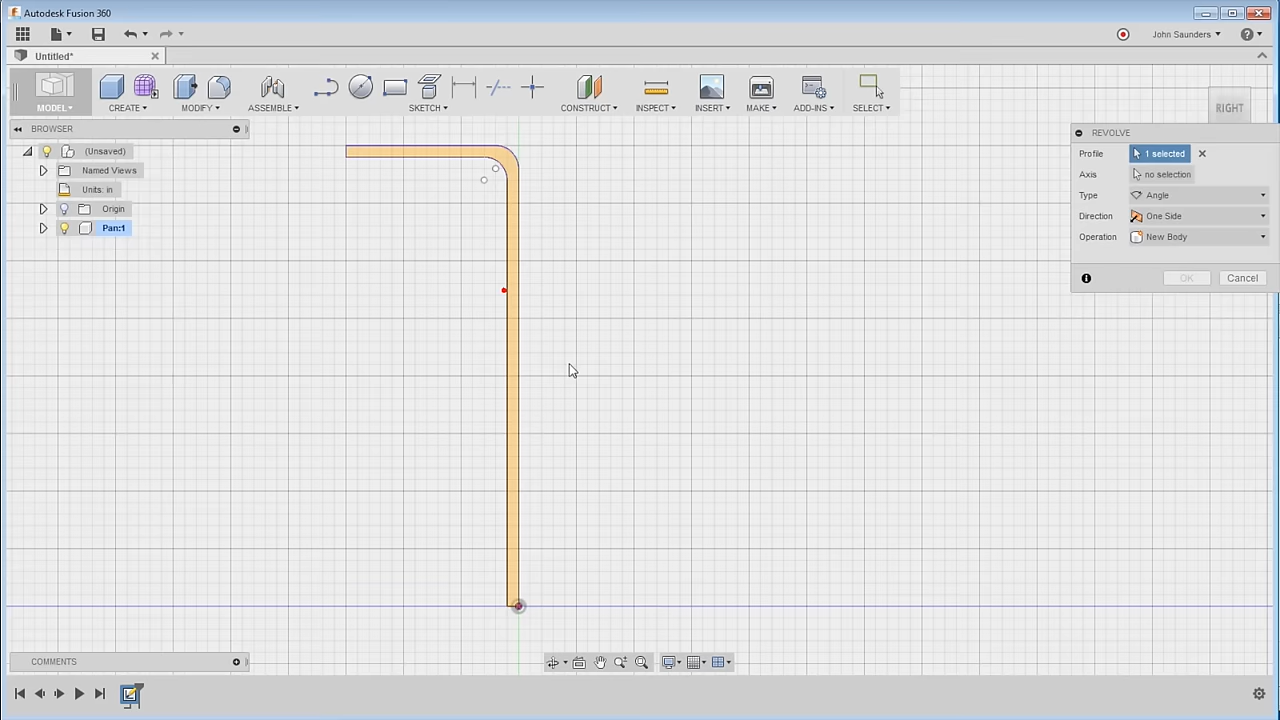 Autodesk Fusion 360
John Saunders
Untitled*
MODEL
CREATE
MODIFY
ASSEMBLE
SKETCH
CONSTRUCT
INSPECT
INSERT
MAKE
ADD-INS
SELECT
RIGHT
BROWSER
(Unsaved)
Named Views
Units: in
Origin
Pan:1
REVOLVE
Profile 1 selected
Axis no selection
Type Angle
Direction One Side
Operation New Body
OK Cancel
COMMENTS